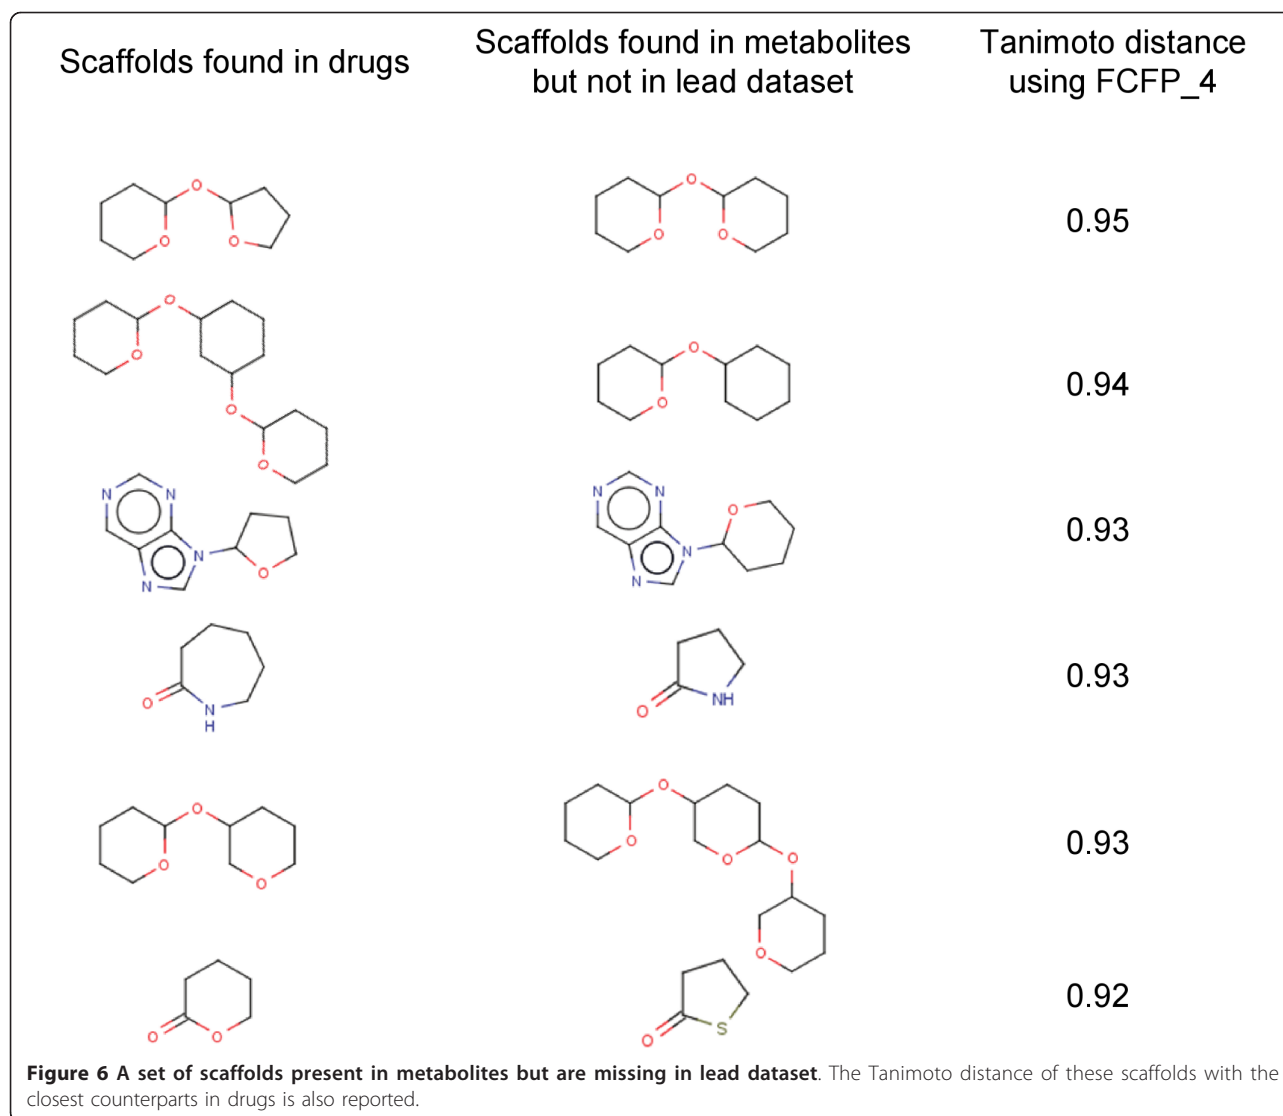 Scaffolds found in drugs
Scaffolds found in metabolites
but not in lead dataset
Tanimoto distance
using FCFP_4
O
O
O
O
O
O
0.95
O
O
O
O
O
O
0.94
N
N
N
N
O
N
N
N
N
O
0.93
O
N
H
O
NH
0.93
O
O
O
O
O
O
O
O
0.93
O
O
O
S
0.92
Figure 6 A set of scaffolds present in metabolites but are missing in lead dataset. The Tanimoto distance of these scaffolds with the
closest counterparts in drugs is also reported.